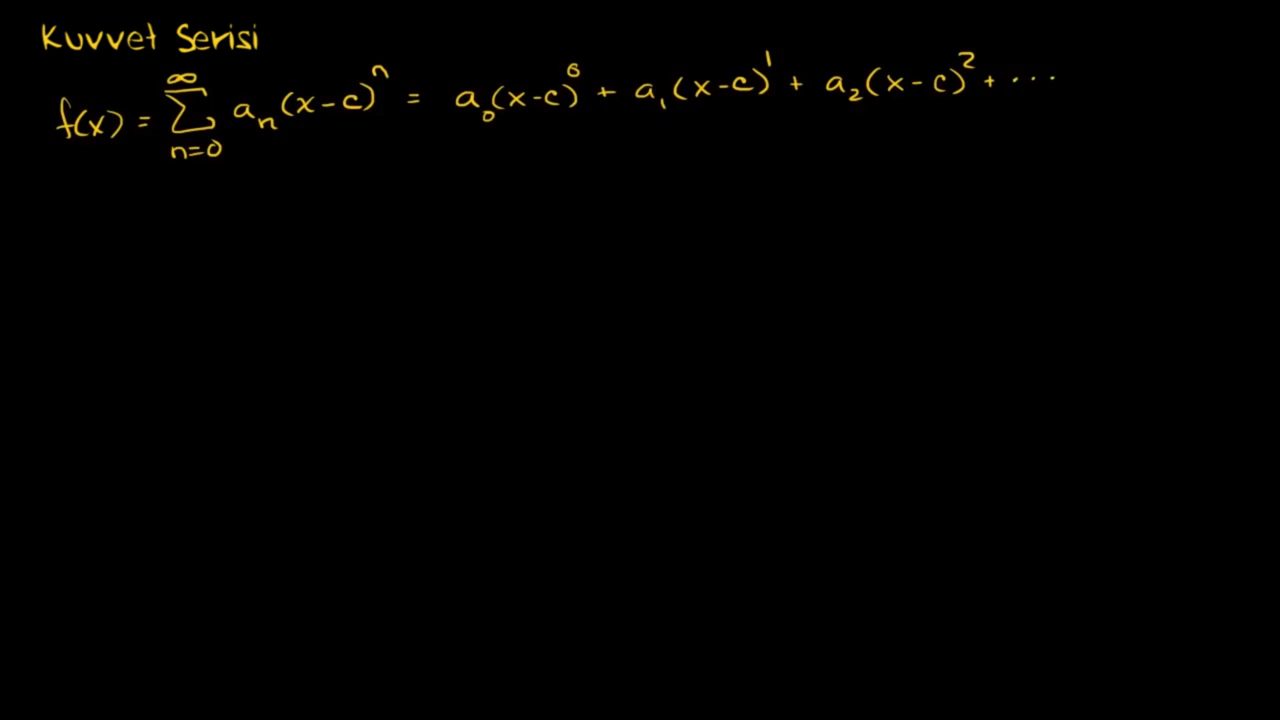 Kuvvet Serisi
f(x) = ∑_{n=0}^{∞} a_n (x-c)^n = a_0 (x-c)^0 + a_1 (x-c)^1 + a_2 (x-c)^2 + ...